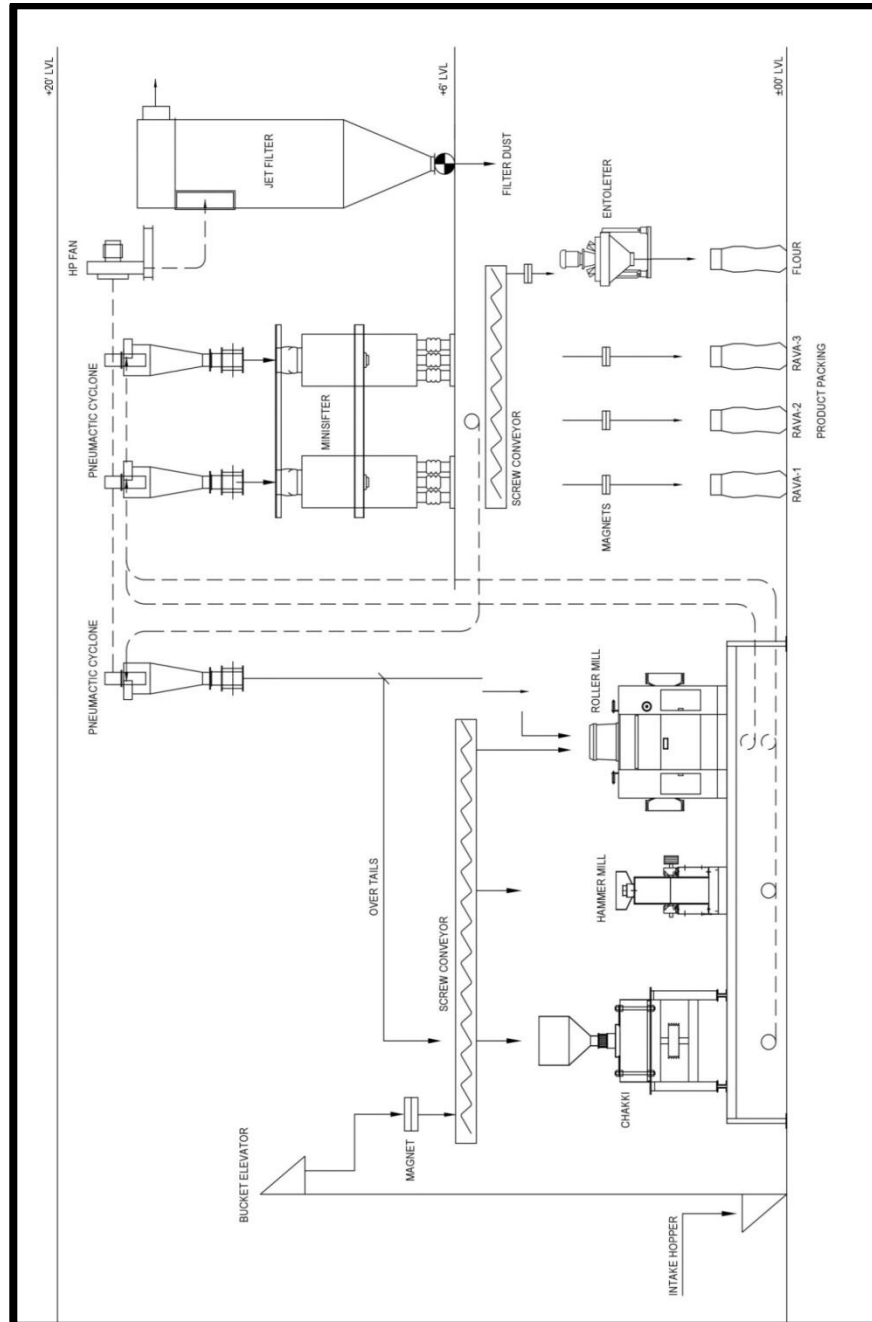 +20' LVL
+6' LVL
±00' LVL
JET FILTER
FILTER DUST
HP FAN
ENTOLETER
FLOUR
PNEUMACTIC CYCLONE
MINISIFTER
SCREW CONVEYOR
MAGNETS
RAVA-3
RAVA-2
RAVA-1
PRODUCT PACKING
PNEUMACTIC CYCLONE
ROLLER MILL
OVER TAILS
SCREW CONVEYOR
HAMMER MILL
CHAKKI
BUCKET ELEVATOR
MAGNET
INTAKE HOPPER